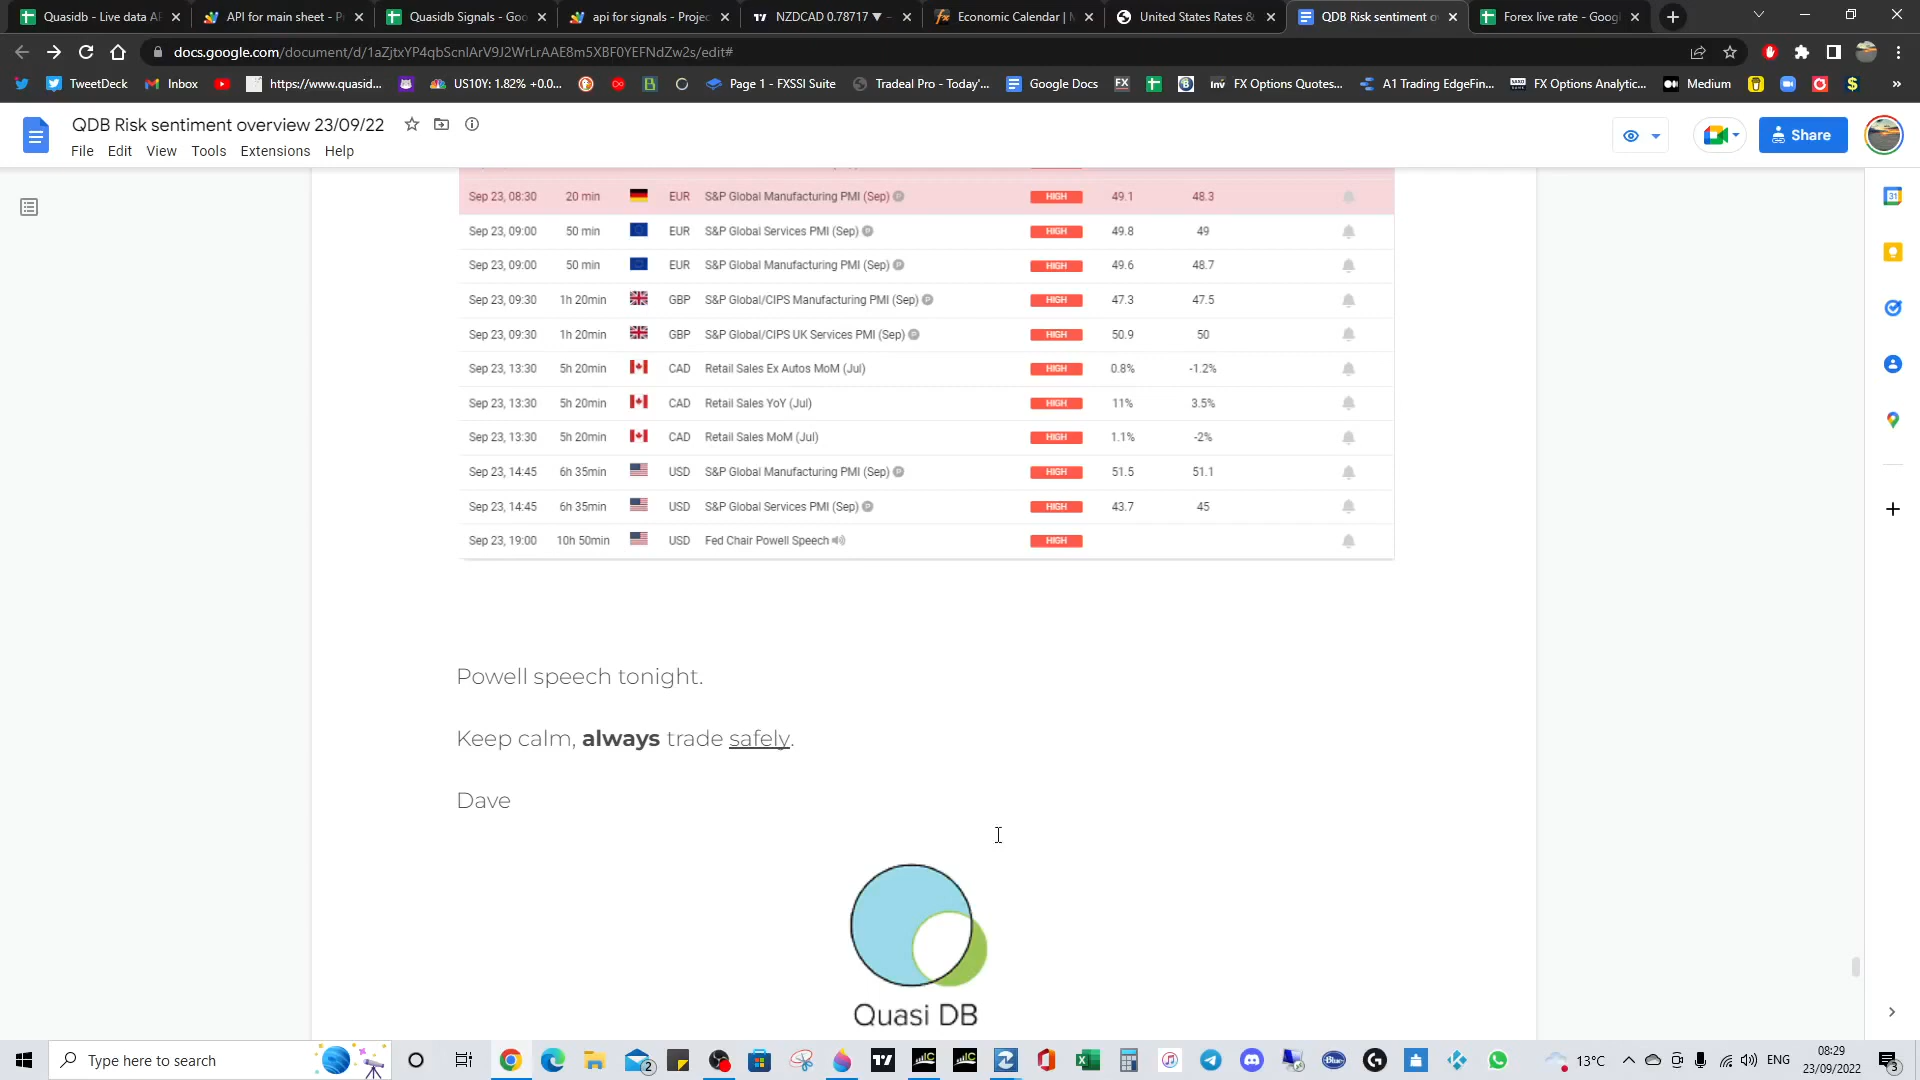 Quasidb - Live data AF
API for main sheet - P
Quasidb Signals - Goo
api for signals - Projec
NZDCAD 0.78717 ▼ -
Economic Calendar | M
United States Rates &
QDB Risk sentiment o
Forex live rate - Googl
docs.google.com/document/d/1aZjtxYP4qbScnIArV9J2WrLrAAE8m5XBF0YEFNdZw2s/edit#
TweetDeck
Inbox
https://www.quasid...
US10Y: 1.82% +0.0...
Page 1 - FXSSI Suite
Tradeal Pro - Today'...
Google Docs
FX
Inv
FX Options Quotes...
A1 Trading EdgeFin...
FX Options Analytic...
Medium
QDB Risk sentiment overview 23/09/22
File Edit View Tools Extensions Help
Share
Sep 23, 08:30 20 min EUR S&P Global Manufacturing PMI (Sep) P HIGH 49.1 48.3
Sep 23, 09:00 50 min EUR S&P Global Services PMI (Sep) P HIGH 49.8 49
Sep 23, 09:00 50 min EUR S&P Global Manufacturing PMI (Sep) P HIGH 49.6 48.7
Sep 23, 09:30 1h 20min GBP S&P Global/CIPS Manufacturing PMI (Sep) P HIGH 47.3 47.5
Sep 23, 09:30 1h 20min GBP S&P Global/CIPS UK Services PMI (Sep) P HIGH 50.9 50
Sep 23, 13:30 5h 20min CAD Retail Sales Ex Autos MoM (Jul) HIGH 0.8% -1.2%
Sep 23, 13:30 5h 20min CAD Retail Sales YoY (Jul) HIGH 11% 3.5%
Sep 23, 13:30 5h 20min CAD Retail Sales MoM (Jul) HIGH 1.1% -2%
Sep 23, 14:45 6h 35min USD S&P Global Manufacturing PMI (Sep) P HIGH 51.5 51.1
Sep 23, 14:45 6h 35min USD S&P Global Services PMI (Sep) P HIGH 43.7 45
Sep 23, 19:00 10h 50min USD Fed Chair Powell Speech HIGH
Powell speech tonight.
Keep calm, always trade safely.
Dave
Quasi DB
Type here to search
2
13°C
ENG
08:29
23/09/2022
3